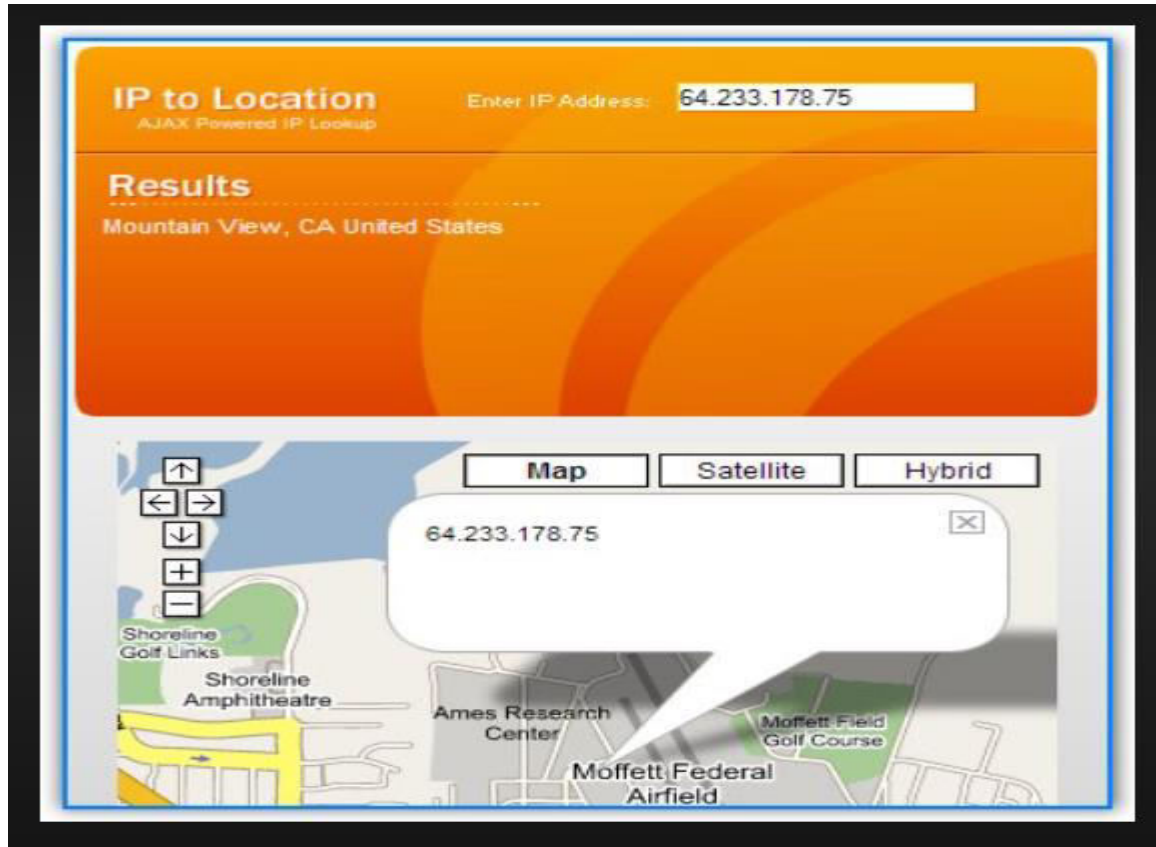 IP to Location
Enter IP Address: 64.233.178.75
AJAX Powered IP Lookup
Results
Mountain View, CA United States
Map Satellite Hybrid
64.233.178.75
Shoreline
Golf Links
Shoreline
Amphitheatre
Ames Research
Center
Moffett Field
Golf Course
Moffett Federal
Airfield